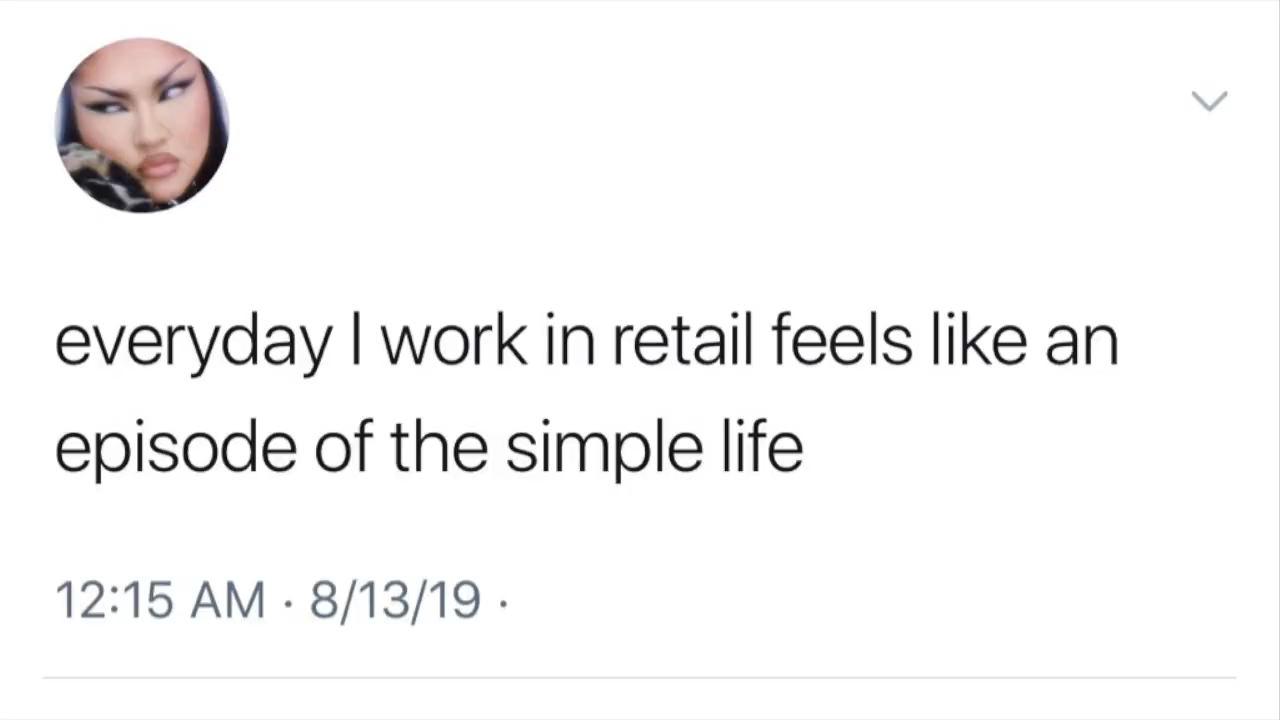 everyday I work in retail feels like an
episode of the simple life
12:15 AM · 8/13/19 ·